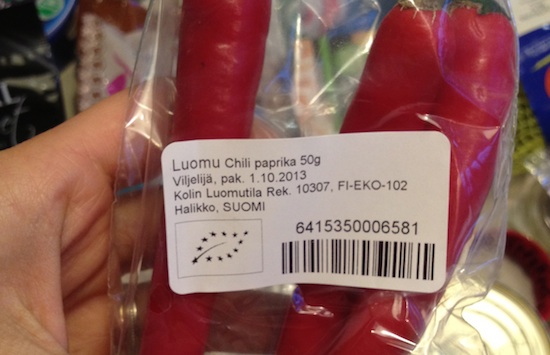 Luomu Chili paprika 50g
Viljelijä, pak. 1.10.2013
Kolin Luomutila Rek. 10307, FI-EKO-102
Halikko, SUOMI
6415350006581